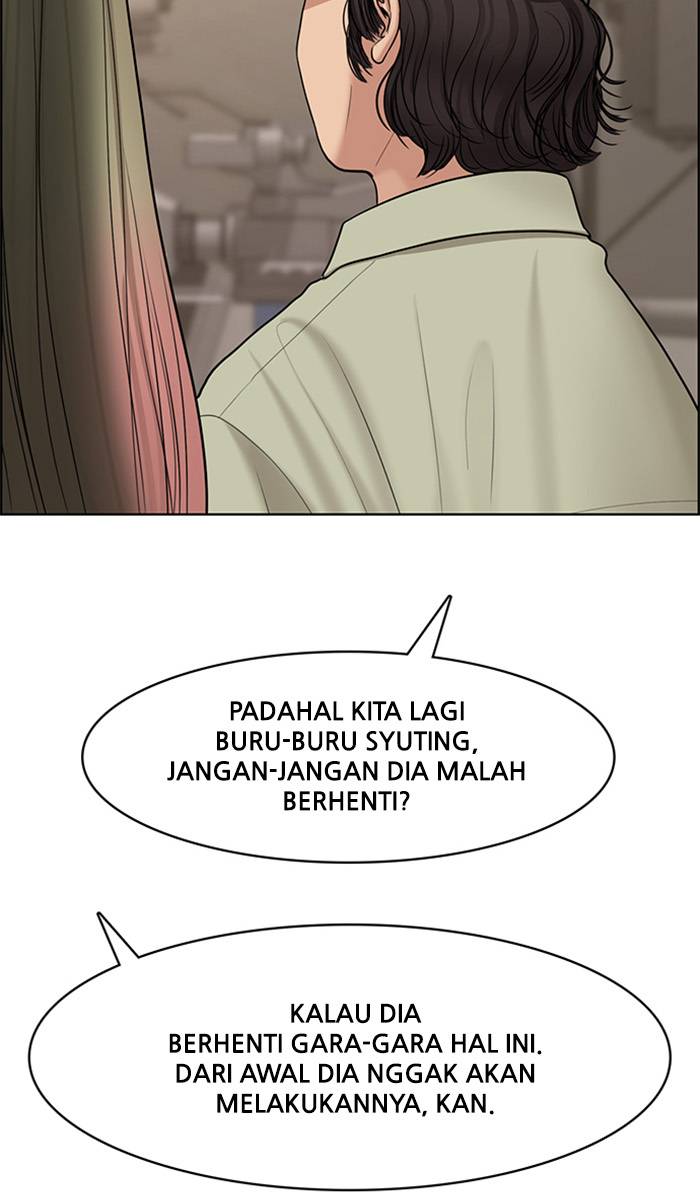 PADAHAL KITA LAGI
BURU-BURU SYUTING,
JANGAN-JANGAN DIA MALAH
BERHENTI?
KALAU DIA
BERHENTI GARA-GARA HAL INI.
DARI AWAL DIA NGGAK AKAN
MELAKUKANNYA, KAN.